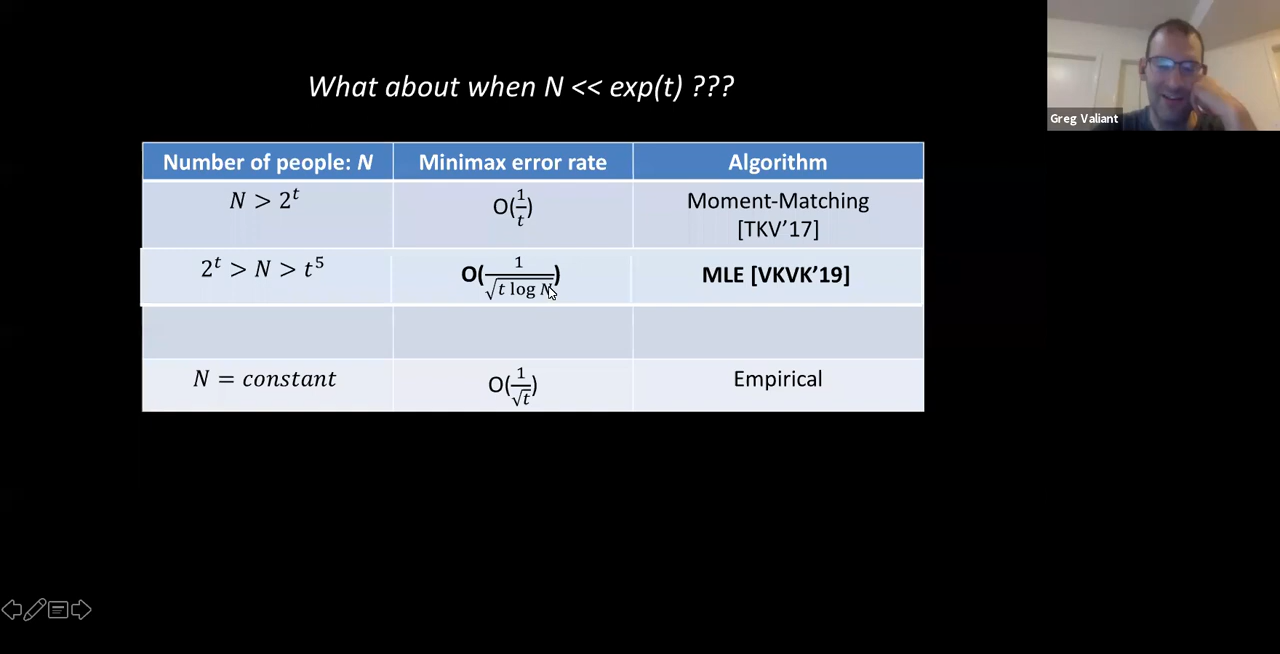 What about when N << exp(t) ???
Greg Valiant
Number of people: N Minimax error rate Algorithm
N > 2^t O(1/t) Moment-Matching
[TKV'17]
2^t > N > t^5 O(1/√(t log N)) MLE [VKVK'19]
N = constant O(1/√t) Empirical